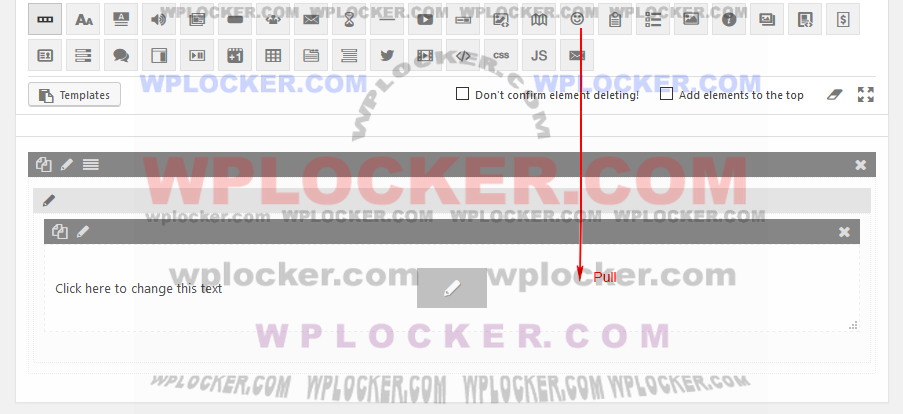 WPLOCKER.COM WPLOCKER.COM WPLOCKER.COM WPLOCKER.COM
CSS JS
WPLOCKER.COM
WPLOCKER.COM WPLOCKER.COM
Templates
Don't confirm element deleting!
Add elements to the top
WPLOCKER.COM
wplocker.com WPLOCKER.COM WPLOCKER.COM WPLOCKER.COM
wplocker.com wplocker.com
Pull
Click here to change this text
WPLOCKER.COM
WPLOCKER.COM WPLOCKER.COM WPLOCKER.COM WPLOCKER.COM